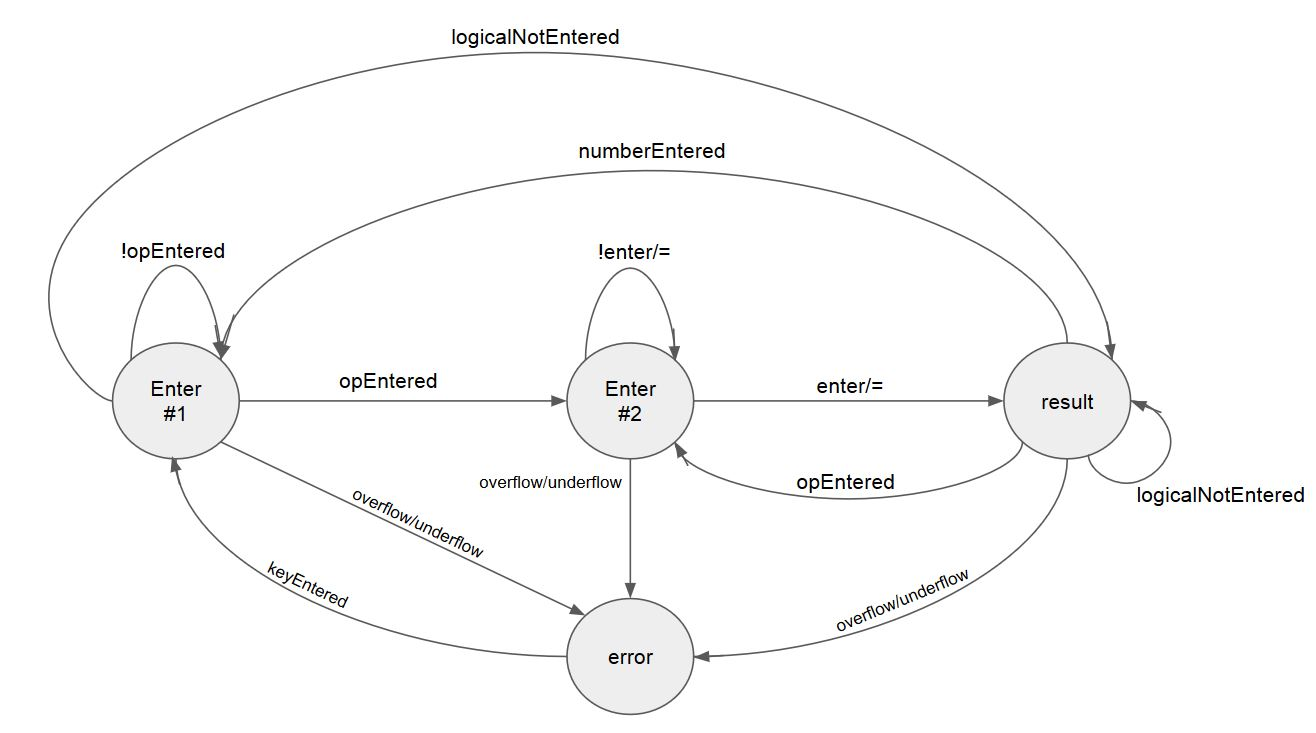 logicalNotEntered
numberEntered
!opEntered
!enter/=
Enter
#1
opEntered
Enter
#2
enter/=
result
overflow/underflow
opEntered
logicalNotEntered
overflow/underflow
keyEntered
overflow/underflow
error